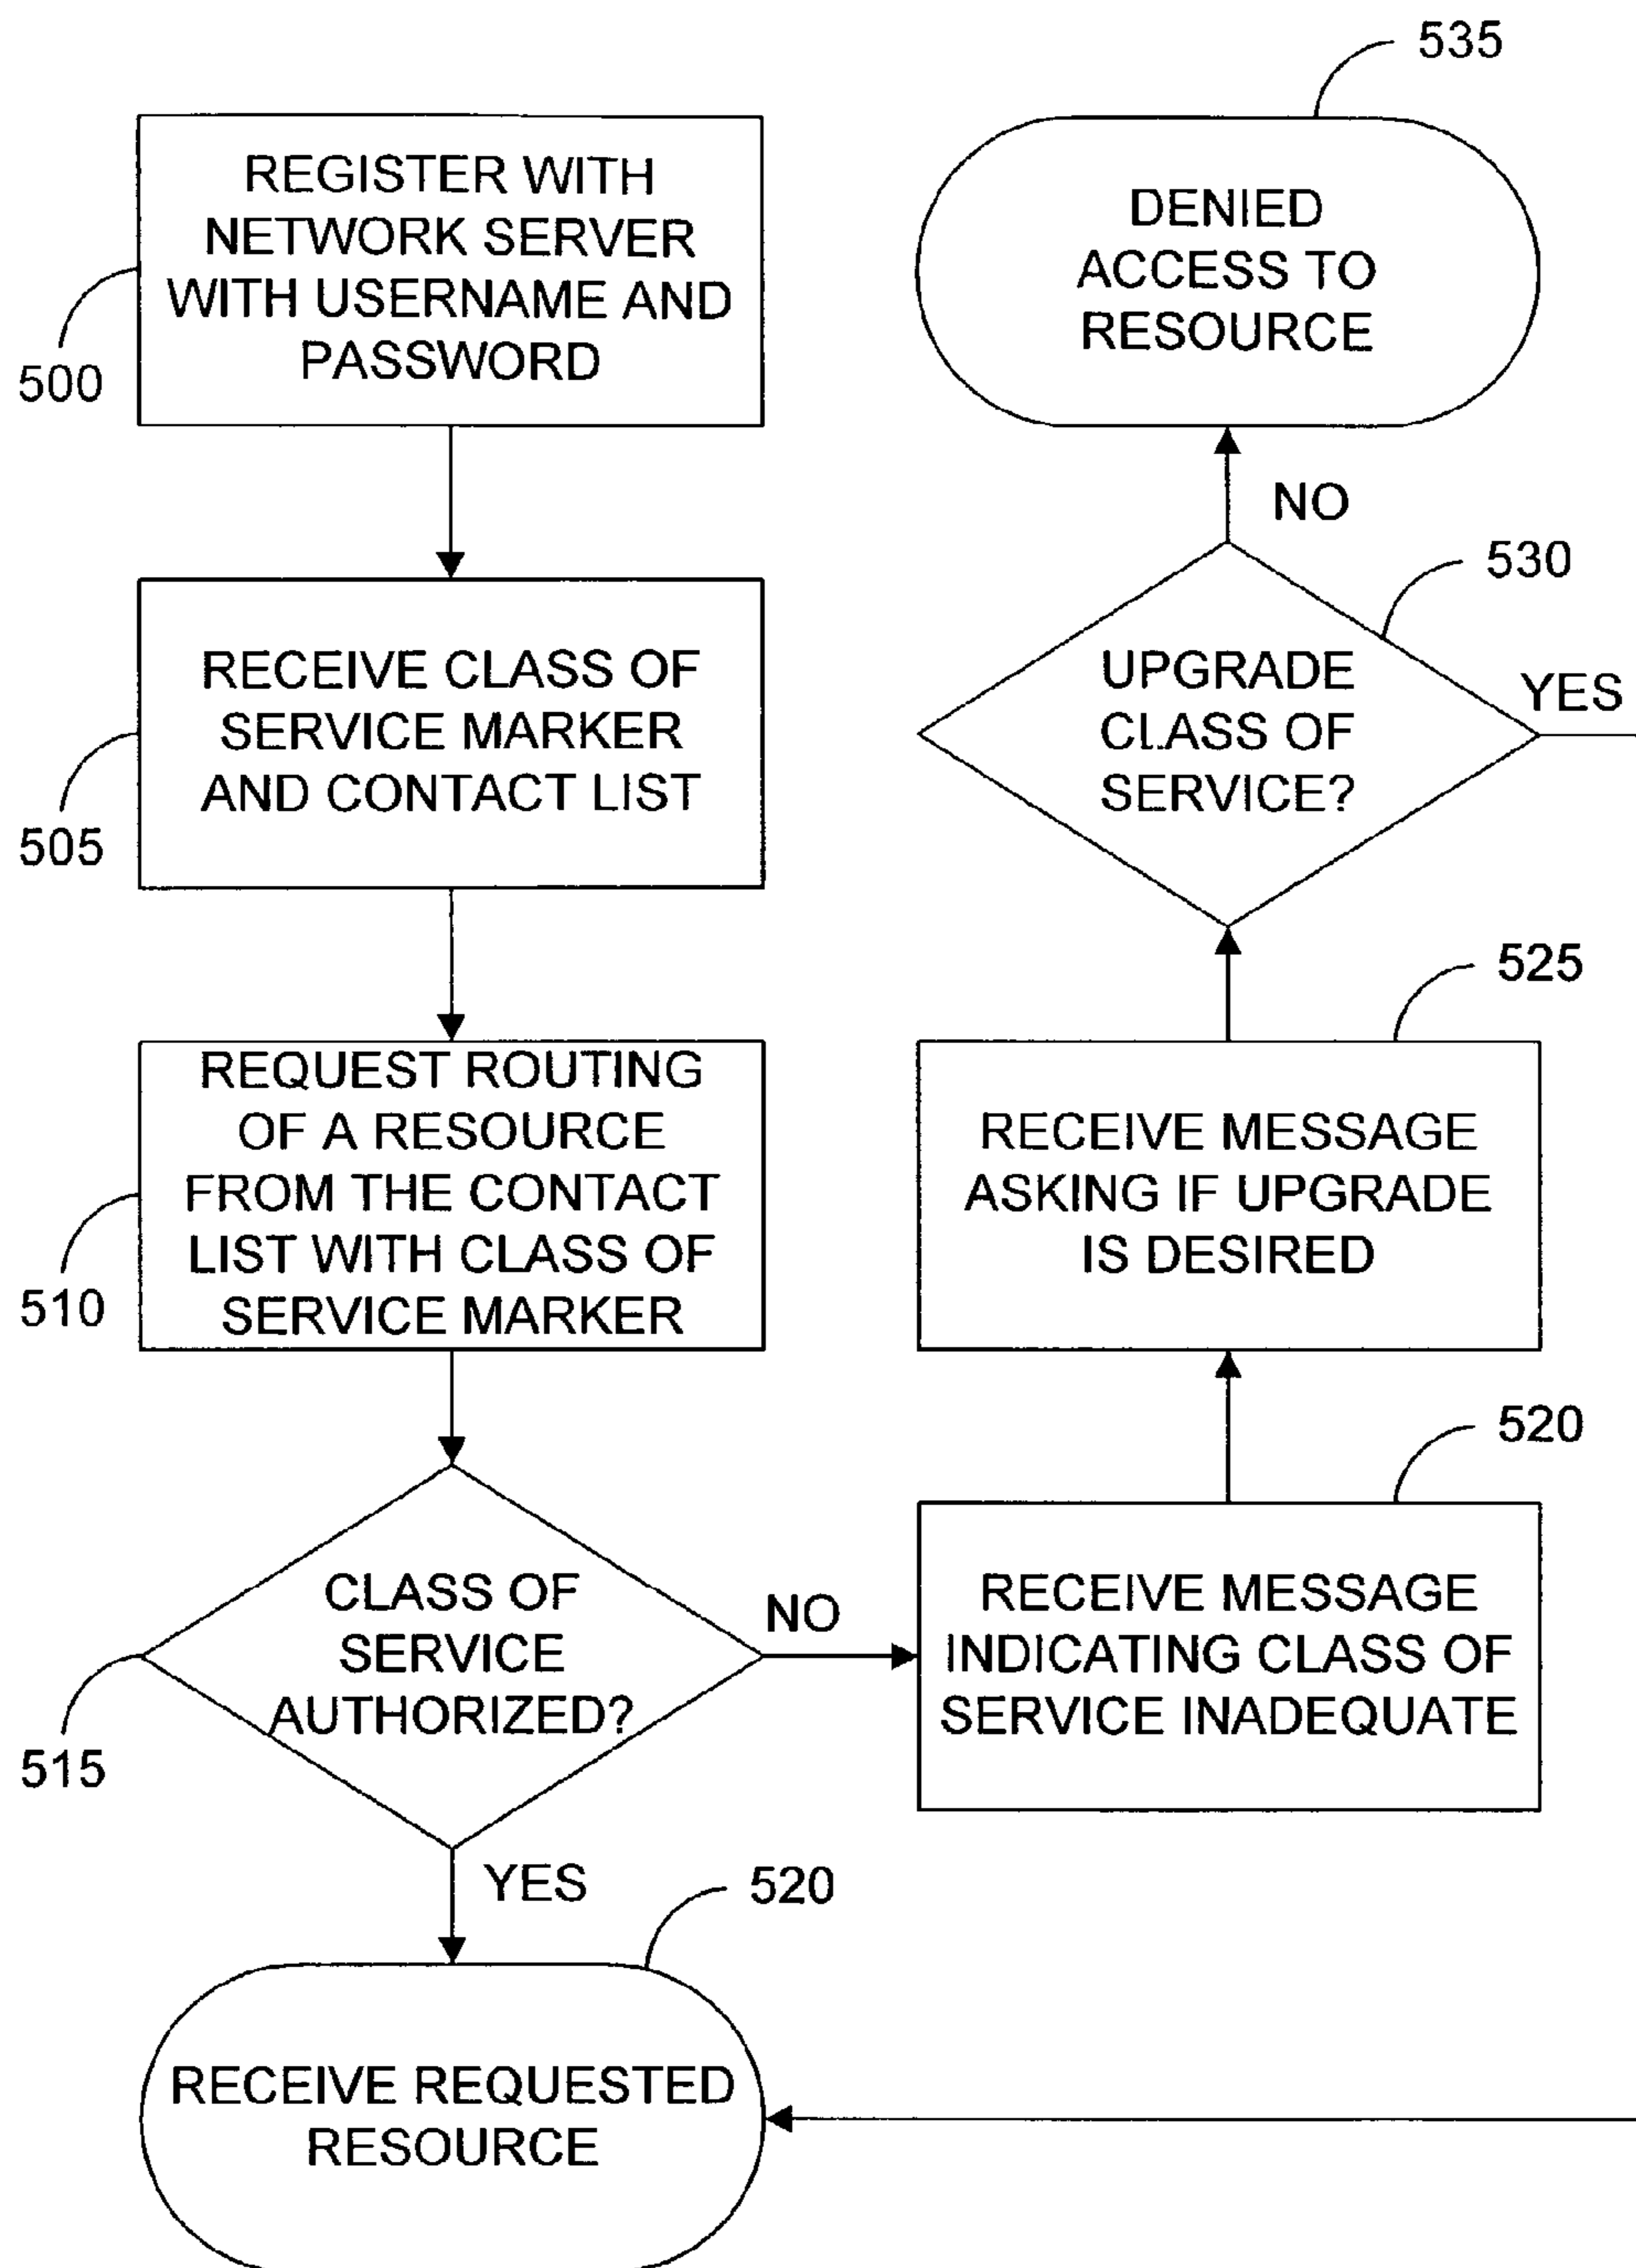 REGISTER WITH
NETWORK SERVER
WITH USERNAME AND
PASSWORD
500
RECEIVE CLASS OF
SERVICE MARKER
AND CONTACT LIST
505
REQUEST ROUTING
OF A RESOURCE
FROM THE CONTACT
LIST WITH CLASS OF
SERVICE MARKER
510
CLASS OF
SERVICE
AUTHORIZED?
515
NO
YES
520
RECEIVE REQUESTED
RESOURCE
520
RECEIVE MESSAGE
INDICATING CLASS OF
SERVICE INADEQUATE
525
RECEIVE MESSAGE
ASKING IF UPGRADE
IS DESIRED
530
UPGRADE
CLASS OF
SERVICE?
YES
NO
535
DENIED
ACCESS TO
RESOURCE